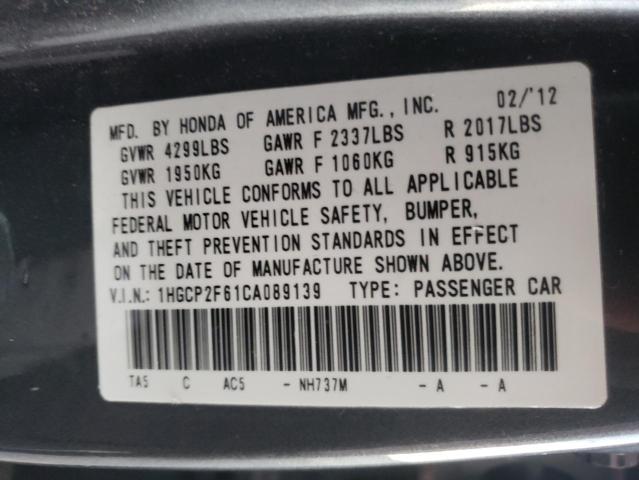 MFD. BY HONDA OF AMERICA MFG., INC. 02/'12
GVWR 4299LBS GAWR F 2337LBS R 2017LBS
GVWR 1950KG GAWR F 1060KG R 915KG
THIS VEHICLE CONFORMS TO ALL APPLICABLE
FEDERAL MOTOR VEHICLE SAFETY, BUMPER,
AND THEFT PREVENTION STANDARDS IN EFFECT
ON THE DATE OF MANUFACTURE SHOWN ABOVE.
V.I.N.: 1HGCP2F61CA089139 TYPE: PASSENGER CAR
TA5 C AC5 - NH737M - A - A